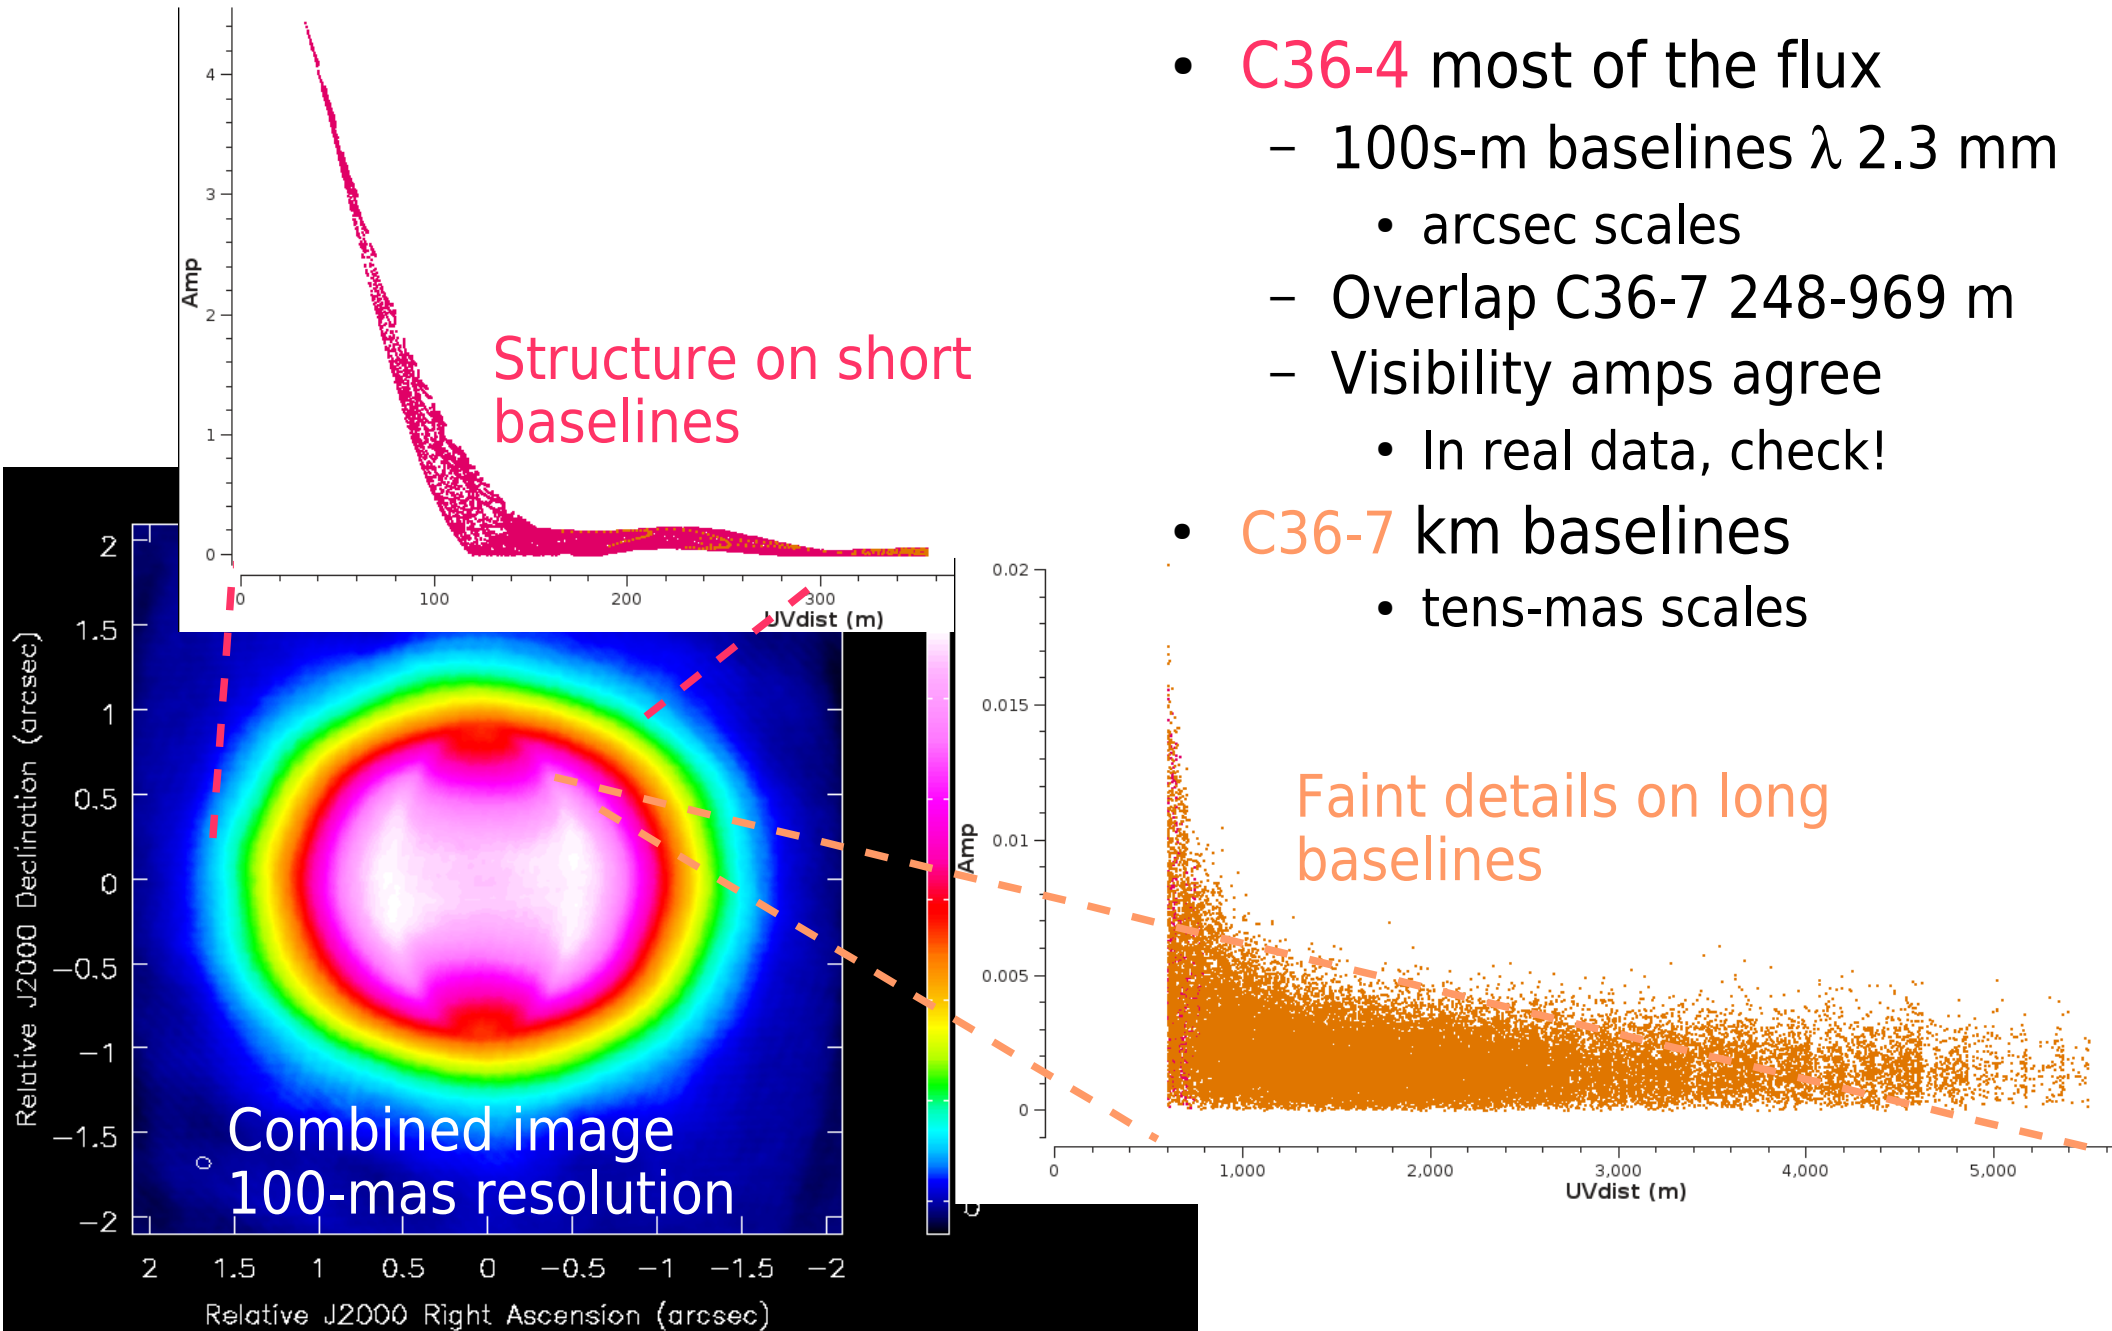 • C36-4 most of the flux
– 100s-m baselines λ 2.3 mm
• arcsec scales
– Overlap C36-7 248-969 m
– Visibility amps agree
• In real data, check!
• C36-7 km baselines
• tens-mas scales
Structure on short
baselines
Amp
4
3
2
1
0
0 100 200 300
UVdist (m)
Faint details on long
baselines
Amp
0.02
0.015
0.01
0.005
0
0 1,000 2,000 3,000 4,000 5,000
UVdist (m)
Combined image
100-mas resolution
Relative J2000 Declination (arcsec)
2
1.5
1
0.5
0
−0.5
−1
−1.5
−2
2 1.5 1 0.5 0 −0.5 −1 −1.5 −2
Relative J2000 Right Ascension (arcsec)